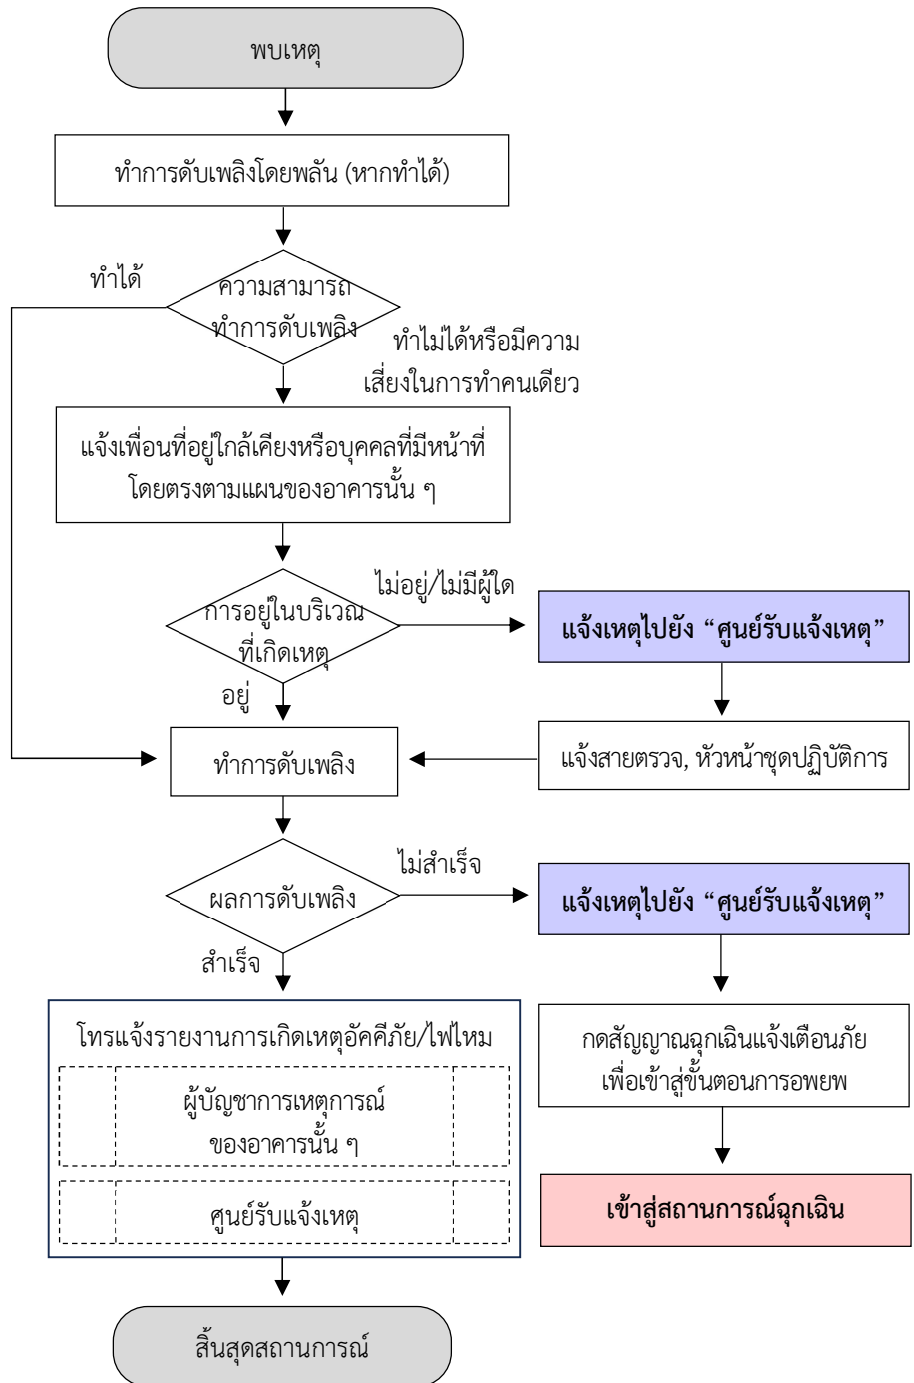 พบเหตุ
ทำการดับเพลิงโดยพลัน (หากทำได้)
ทำได้
ความสามารถ
ทำการดับเพลิง
ทำไม่ได้หรือมีความ
เสี่ยงในการทำคนเดียว
แจ้งเพื่อนที่อยู่ใกล้เคียงหรือบุคคลที่มีหน้าที่
โดยตรงตามแผนของอาคารนั้น ๆ
ไม่อยู่/ไม่มีผู้ใด
การอยู่ในบริเวณ
ที่เกิดเหตุ
แจ้งเหตุไปยัง “ศูนย์รับแจ้งเหตุ”
อยู่
ทำการดับเพลิง
แจ้งสายตรวจ, หัวหน้าชุดปฏิบัติการ
ไม่สำเร็จ
ผลการดับเพลิง
แจ้งเหตุไปยัง “ศูนย์รับแจ้งเหตุ”
สำเร็จ
โทรแจ้งรายงานการเกิดเหตุอัคคีภัย/ไฟไหม
ผู้บัญชาการเหตุการณ์
ของอาคารนั้น ๆ
ศูนย์รับแจ้งเหตุ
กดสัญญาณฉุกเฉินแจ้งเตือนภัย
เพื่อเข้าสู่ขั้นตอนการอพยพ
เข้าสู่สถานการณ์ฉุกเฉิน
สิ้นสุดสถานการณ์